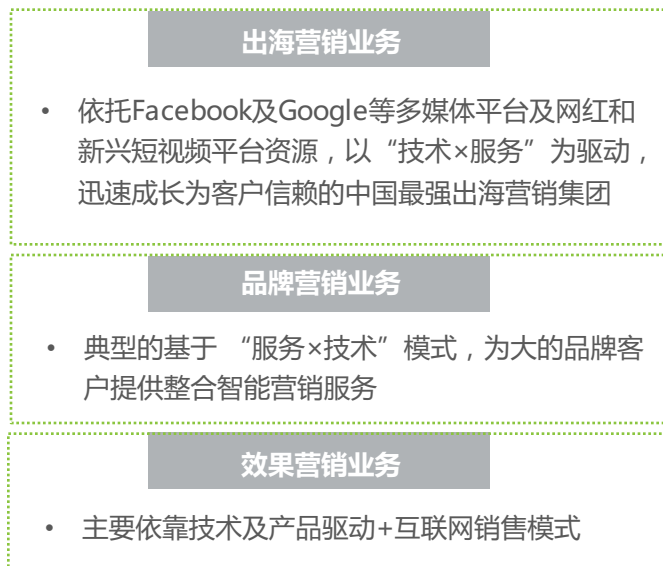 出海营销业务
• 依托Facebook及Google等多媒体平台及网红和
新兴短视频平台资源，以“技术×服务”为驱动，
迅速成长为客户信赖的中国最强出海营销集团
品牌营销业务
• 典型的基于 “服务×技术”模式，为大的品牌客
户提供整合智能营销服务
效果营销业务
• 主要依靠技术及产品驱动+互联网销售模式